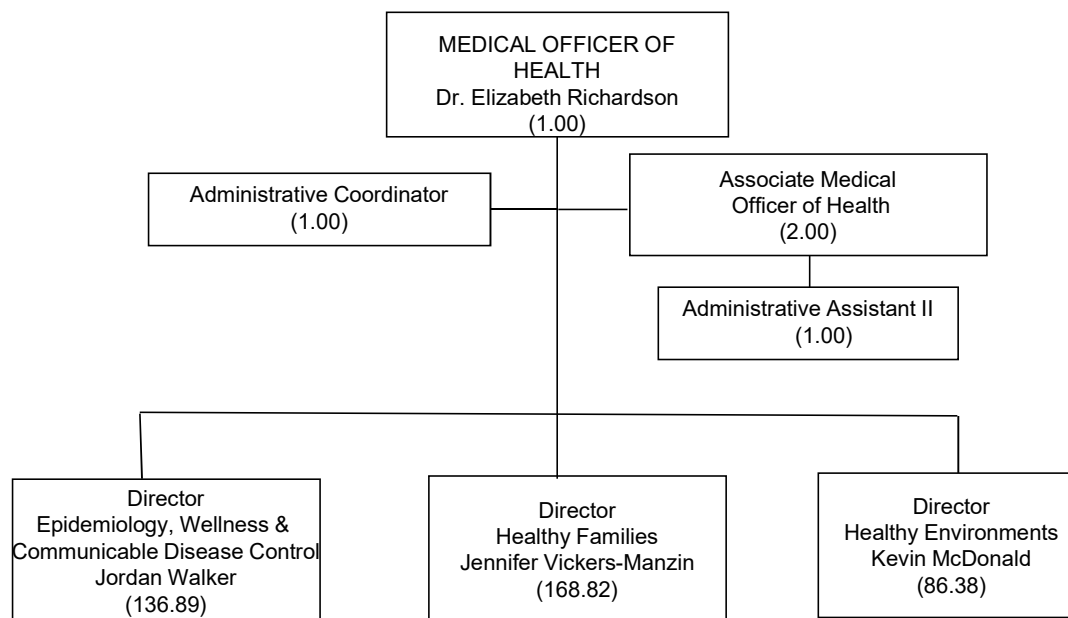 MEDICAL OFFICER OF
HEALTH
Dr. Elizabeth Richardson
(1.00)
Administrative Coordinator
(1.00)
Associate Medical
Officer of Health
(2.00)
Administrative Assistant II
(1.00)
Director
Epidemiology, Wellness &
Communicable Disease Control
Jordan Walker
(136.89)
Director
Healthy Families
Jennifer Vickers-Manzin
(168.82)
Director
Healthy Environments
Kevin McDonald
(86.38)